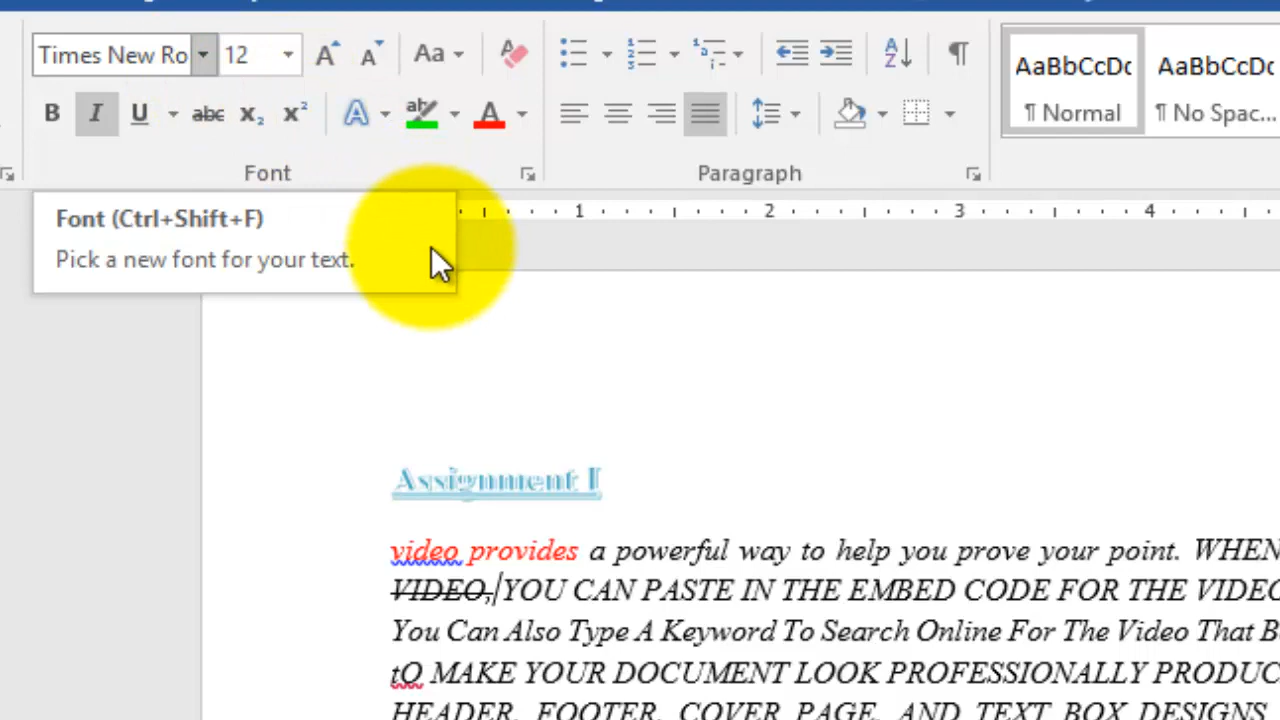 Times New Ro 12 Aa
A
Z
AaBbCcDc AaBbCcDc
B I U abc X₂ X² A ab A ¶ Normal ¶ No Spac...
Font Paragraph
Font (Ctrl+Shift+F)
Pick a new font for your text.
1 2 3 4
Assignment I
video provides a powerful way to help you prove your point. WHEN
VIDEO, YOU CAN PASTE IN THE EMBED CODE FOR THE VIDEO
You Can Also Type A Keyword To Search Online For The Video That
tO MAKE YOUR DOCUMENT LOOK PROFESSIONALLY
HEADER, FOOTER, COVER PAGE, AND TEXT BOX DESIGNS